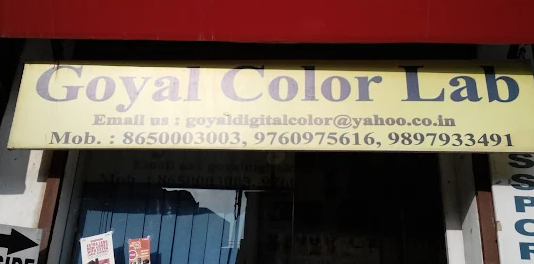 Goyal Color Lab
Email us : goyaldigitalcolor@yahoo.co.in
Mob. : 8650003003, 9760975616, 9897933491